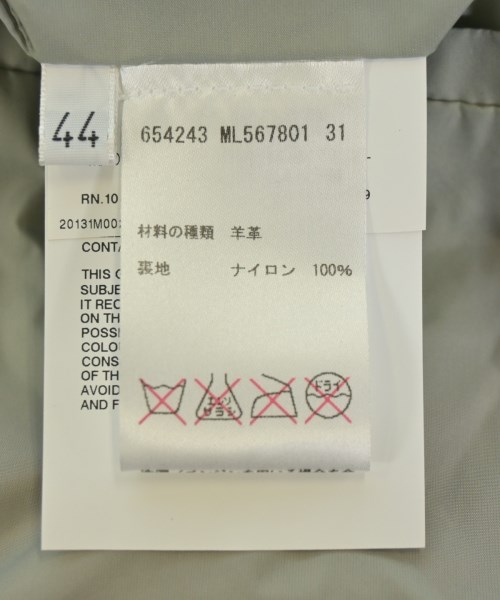 44
654243 ML567801 31
RN.10
9
20131M00
材料の種類 羊革
裏地 ナイロン 100%
CONT
THIS
SUBJE
IT REC
ON TH
POSS
COLO
CONS
OF TH
AVOID
AND F
エンソ サラシ
ドライ